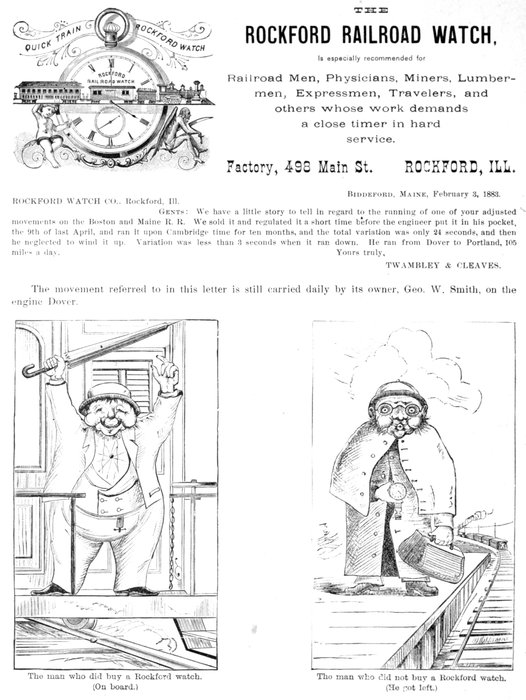 QUICK TRAIN ROCKFORD WATCH
ROCKFORD
RAILROAD WATCH
THE
ROCKFORD RAILROAD WATCH,
Is especially recommended for
Railroad Men, Physicians, Miners, Lumber-
men, Expressmen, Travelers, and
others whose work demands
a close timer in hard
service.
Factory, 498 Main St. ROCKFORD, ILL.
BIDDEFORD, MAINE, February 3, 1883.
ROCKFORD WATCH CO., Rockford, Ill.
GENTS: We have a little story to tell in regard to the running of one of your adjusted
movements on the Boston and Maine R. R. We sold it and regulated it a short time before the engineer put it in his pocket,
the 9th of last April, and ran it upon Cambridge time for ten months, and the total variation was only 24 seconds, and then
he neglected to wind it up. Variation was less than 3 seconds when it ran down. He ran from Dover to Portland, 105
miles a day. Yours truly,
TWAMBLEY & CLEAVES.
The movement referred to in this letter is still carried daily by its owner, Geo. W. Smith, on the
engine Dover.
The man who did buy a Rockford watch.
(On board.)
The man who did not buy a Rockford watch.
(He got left.)